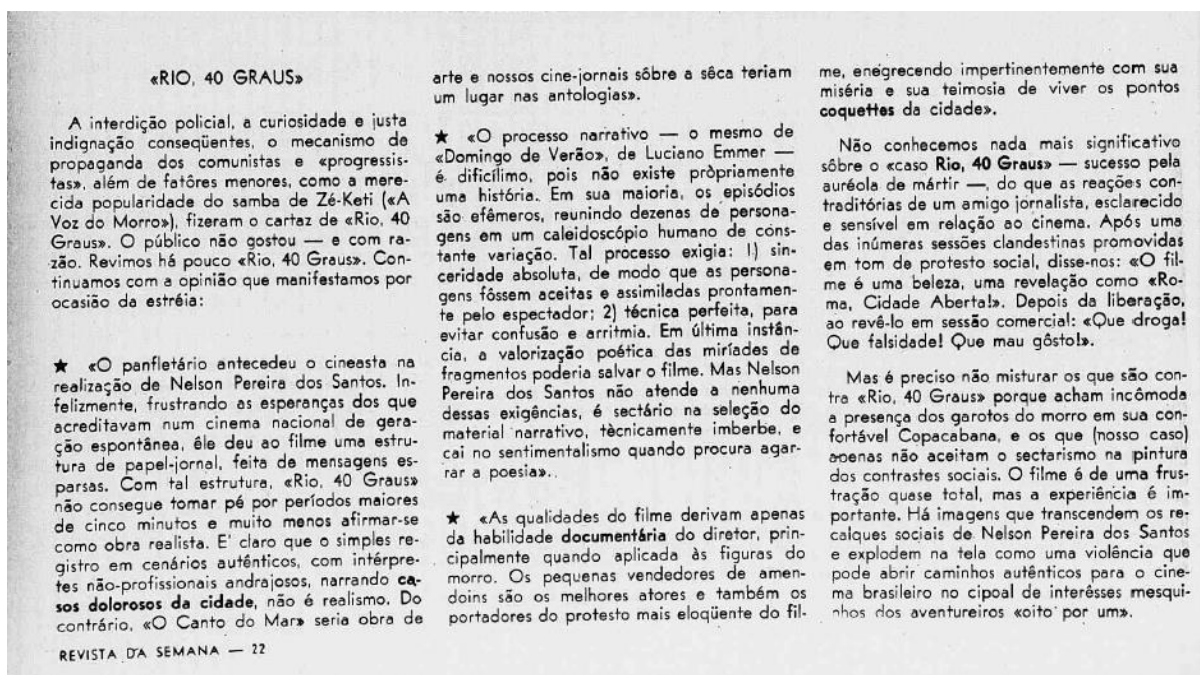 «RIO, 40 GRAUS»
A interdição policial, a curiosidade e justa
indignação conseqüentes, o mecanismo de
propaganda dos comunistas e «progressis-
tas», além de fatôres menores, como a mere-
cida popularidade do samba de Zé-Keti («A
Voz do Morro»), fizeram o cartaz de «Rio, 40
Graus». O público não gostou — e com ra-
zão. Revimos há pouco «Rio, 40 Graus». Con-
tinuamos com a opinião que manifestamos por
ocasião da estréia:
★ «O panfletário antecedeu o cineasta na
realização de Nelson Pereira dos Santos. In-
felizmente, frustrando as esperanças dos que
acreditavam num cinema nacional de gera-
ção espontânea, êle deu ao filme uma estru-
tura de papel-jornal, feita de mensagens es-
parsas. Com tal estrutura, «Rio, 40 Graus»
não consegue tomar pé por períodos maiores
de cinco minutos e muito menos afirmar-se
como obra realista. E' claro que o simples re-
gistro em cenários autênticos, com intérpre-
tes não-profissionais andrajosos, narrando ca-
sos dolorosos da cidade, não é realismo. Do
contrário, «O Canto do Mar» seria obra de
arte e nossos cine-jornais sôbre a sêca teriam
um lugar nas antologias».
★ «O processo narrativo — o mesmo de
«Domingo de Verão», de Luciano Emmer —
é dificílimo, pois não existe pròpriamente
uma história. Em sua maioria, os episódios
são efêmeros, reunindo dezenas de persona-
gens em um caleidoscópio humano de cons-
tante variação. Tal processo exigia: 1) sin-
ceridade absoluta, de modo que as persona-
gens fôssem aceitas e assimiladas prontamen-
te pelo espectador; 2) técnica perfeita, para
evitar confusão e arritmia. Em última instân-
cia, a valorização poética das miríades de
fragmentos poderia salvar o filme. Mas Nelson
Pereira dos Santos não atende a nenhuma
dessas exigências, é sectário na seleção do
material narrativo, tècnicamente imberbe, e
cai no sentimentalismo quando procura agar-
rar a poesia».
★ «As qualidades do filme derivam apenas
da habilidade documentária do diretor, prin-
cipalmente quando aplicada às figuras do
morro. Os pequenas vendedores de amen-
doins são os melhores atores e também os
portadores do protesto mais eloqüente do fil-
me, enegrecendo impertinentemente com sua
miséria e sua teimosia de viver os pontos
coquettes da cidade».
Não conhecemos nada mais significativo
sôbre o «caso Rio, 40 Graus» — sucesso pela
auréola de mártir —, do que as reações con-
traditórias de um amigo jornalista, esclarecido
e sensível em relação ao cinema. Após uma
das inúmeras sessões clandestinas promovidas
em tom de protesto social, disse-nos: «O fil-
me é uma beleza, uma revelação como «Ro-
ma, Cidade Aberta!». Depois da liberação,
ao revê-lo em sessão comercial: «Que droga!
Que falsidade! Que mau gôsto!».
Mas é preciso não misturar os que são con-
tra «Rio, 40 Graus» porque acham incômoda
a presença dos garotos do morro em sua con-
fortável Copacabana, e os que (nosso caso)
apenas não aceitam o sectarismo na pintura
dos contrastes sociais. O filme é de uma frus-
tração quase total, mas a experiência é im-
portante. Há imagens que transcendem os re-
calques sociais de Nelson Pereira dos Santos
e explodem na tela como uma violência que
pode abrir caminhos autênticos para o cine-
ma brasileiro no cipoal de interêsses mesqui-
nhos dos aventureiros «oito por um».
REVISTA DA SEMANA — 22